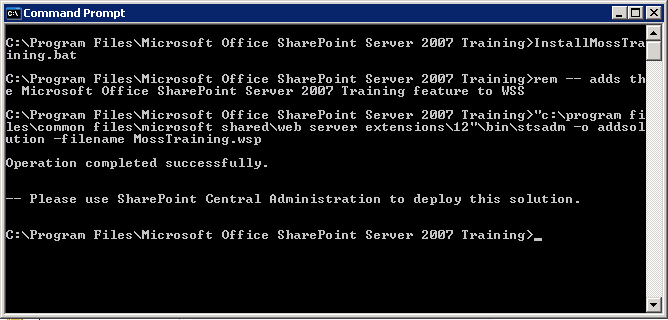 Command Prompt
C:\Program Files\Microsoft Office SharePoint Server 2007 Training>InstallMossTra
ining.bat
C:\Program Files\Microsoft Office SharePoint Server 2007 Training>rem -- adds th
e Microsoft Office SharePoint Server 2007 Training feature to WSS
C:\Program Files\Microsoft Office SharePoint Server 2007 Training>"c:\program fi
les\common files\microsoft shared\web server extensions\12"\bin\stsadm -o addsol
ution -filename MossTraining.wsp
Operation completed successfully.
-- Please use SharePoint Central Administration to deploy this solution.
C:\Program Files\Microsoft Office SharePoint Server 2007 Training>_